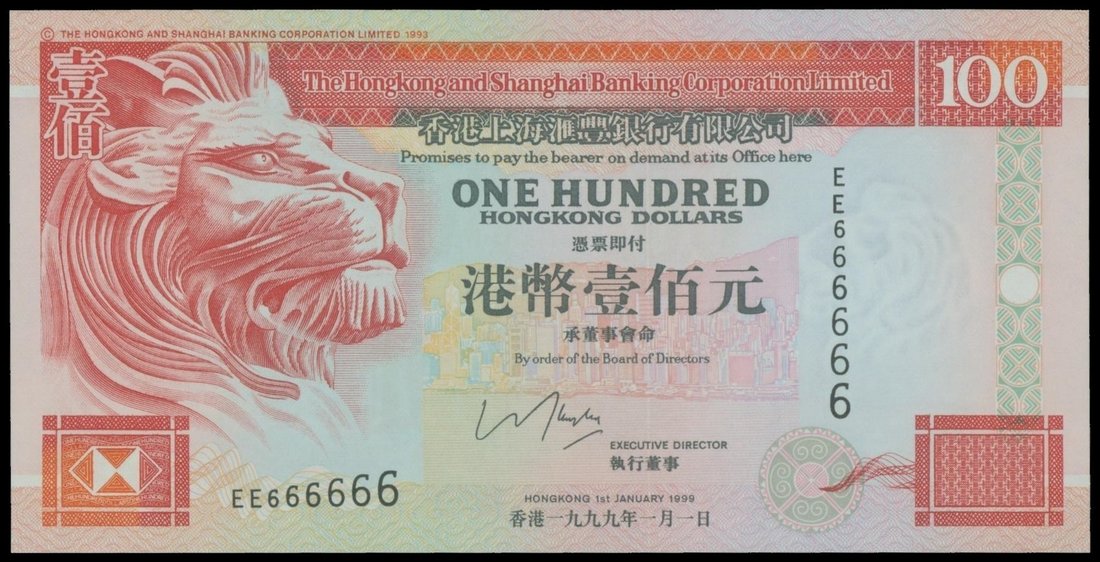 © THE HONGKONG AND SHANGHAI BANKING CORPORATION LIMITED 1993
壹佰
The Hongkong and Shanghai Banking Corporation Limited
100
香港上海滙豐銀行有限公司
Promises to pay the bearer on demand at its Office here
ONE HUNDRED
HONGKONG DOLLARS
憑票即付
港幣壹佰元
承董事會命
By order of the Board of Directors
EE666666
EXECUTIVE DIRECTOR
執行董事
EE666666
HONGKONG 1st JANUARY 1999
香港一九九九年一月一日